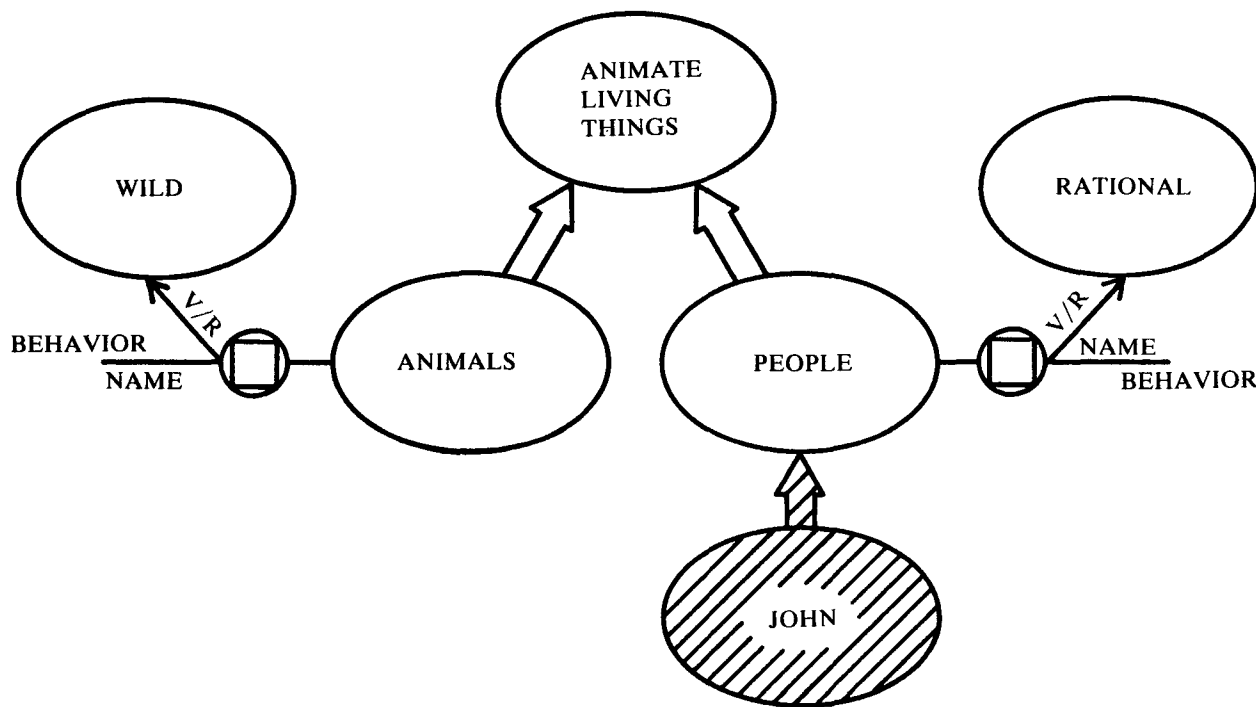 ANIMATE
LIVING
THINGS
WILD
RATIONAL
V/R
V/R
BEHAVIOR
NAME
ANIMALS
PEOPLE
NAME
BEHAVIOR
JOHN